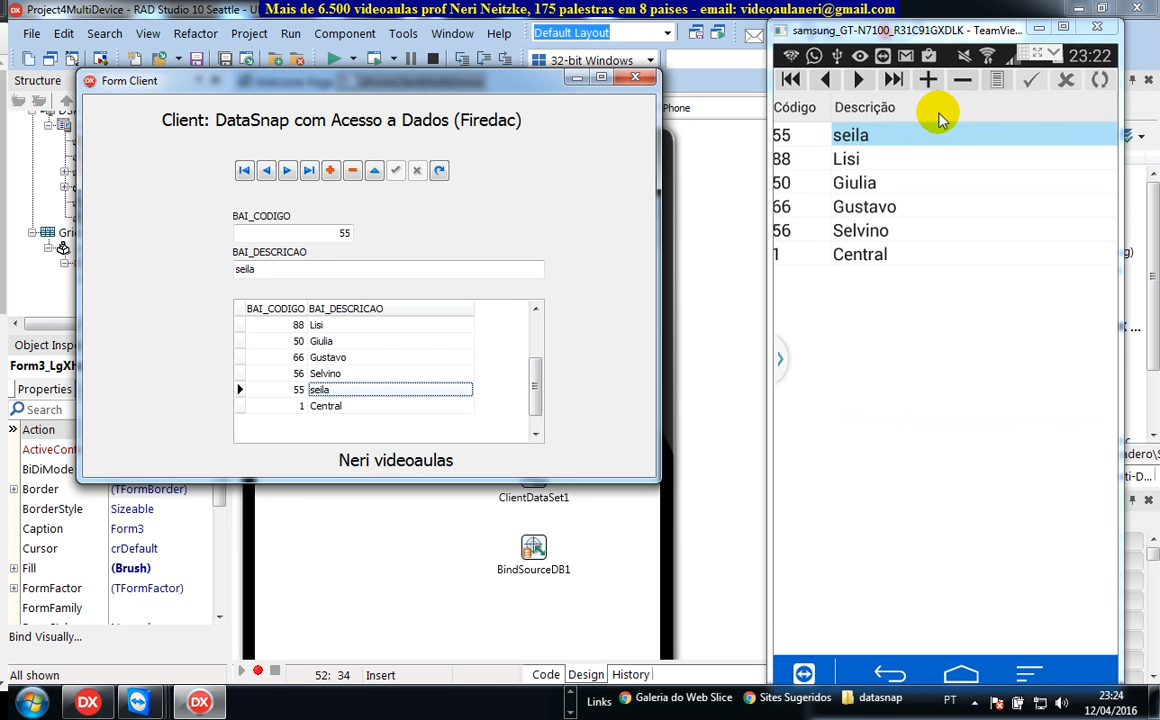 Project4MultiDevice - RAD Studio 10 Seattle - U
Mais de 6.500 videoaulas prof Neri Neitzke, 175 palestras em 8 paises - email: videoaulaneri@gmail.com
File Edit Search View Refactor Project Run Component Tools Window Help
Default Layout
32-bit Windows
Structure
Form Client
Client: DataSnap com Acesso a Dados (Firedac)
BAI_CODIGO
55
BAI_DESCRICAO
seila
BAI_CODIGO BAI_DESCRICAO
88 Lisi
50 Giulia
66 Gustavo
56 Selvino
55 seila
1 Central
Neri videoaulas
Phone
samsung_GT-N7100_R31C91GXDLK - TeamVie...
23:22
Código Descrição
55 seila
88 Lisi
50 Giulia
66 Gustavo
56 Selvino
1 Central
ClientDataSet1
BindSourceDB1
Object Insp
Form3_LgXh
Properties
Search
Action
ActiveCont
BiDiMode
Border (TFormBorder)
BorderStyle Sizeable
Caption Form3
Cursor crDefault
Fill (Brush)
FormFactor (TFormFactor)
FormFamily
Bind Visually...
All shown
52: 34 Insert
Code Design History
Links Galeria do Web Slice Sites Sugeridos datasnap
PT
23:24
12/04/2016